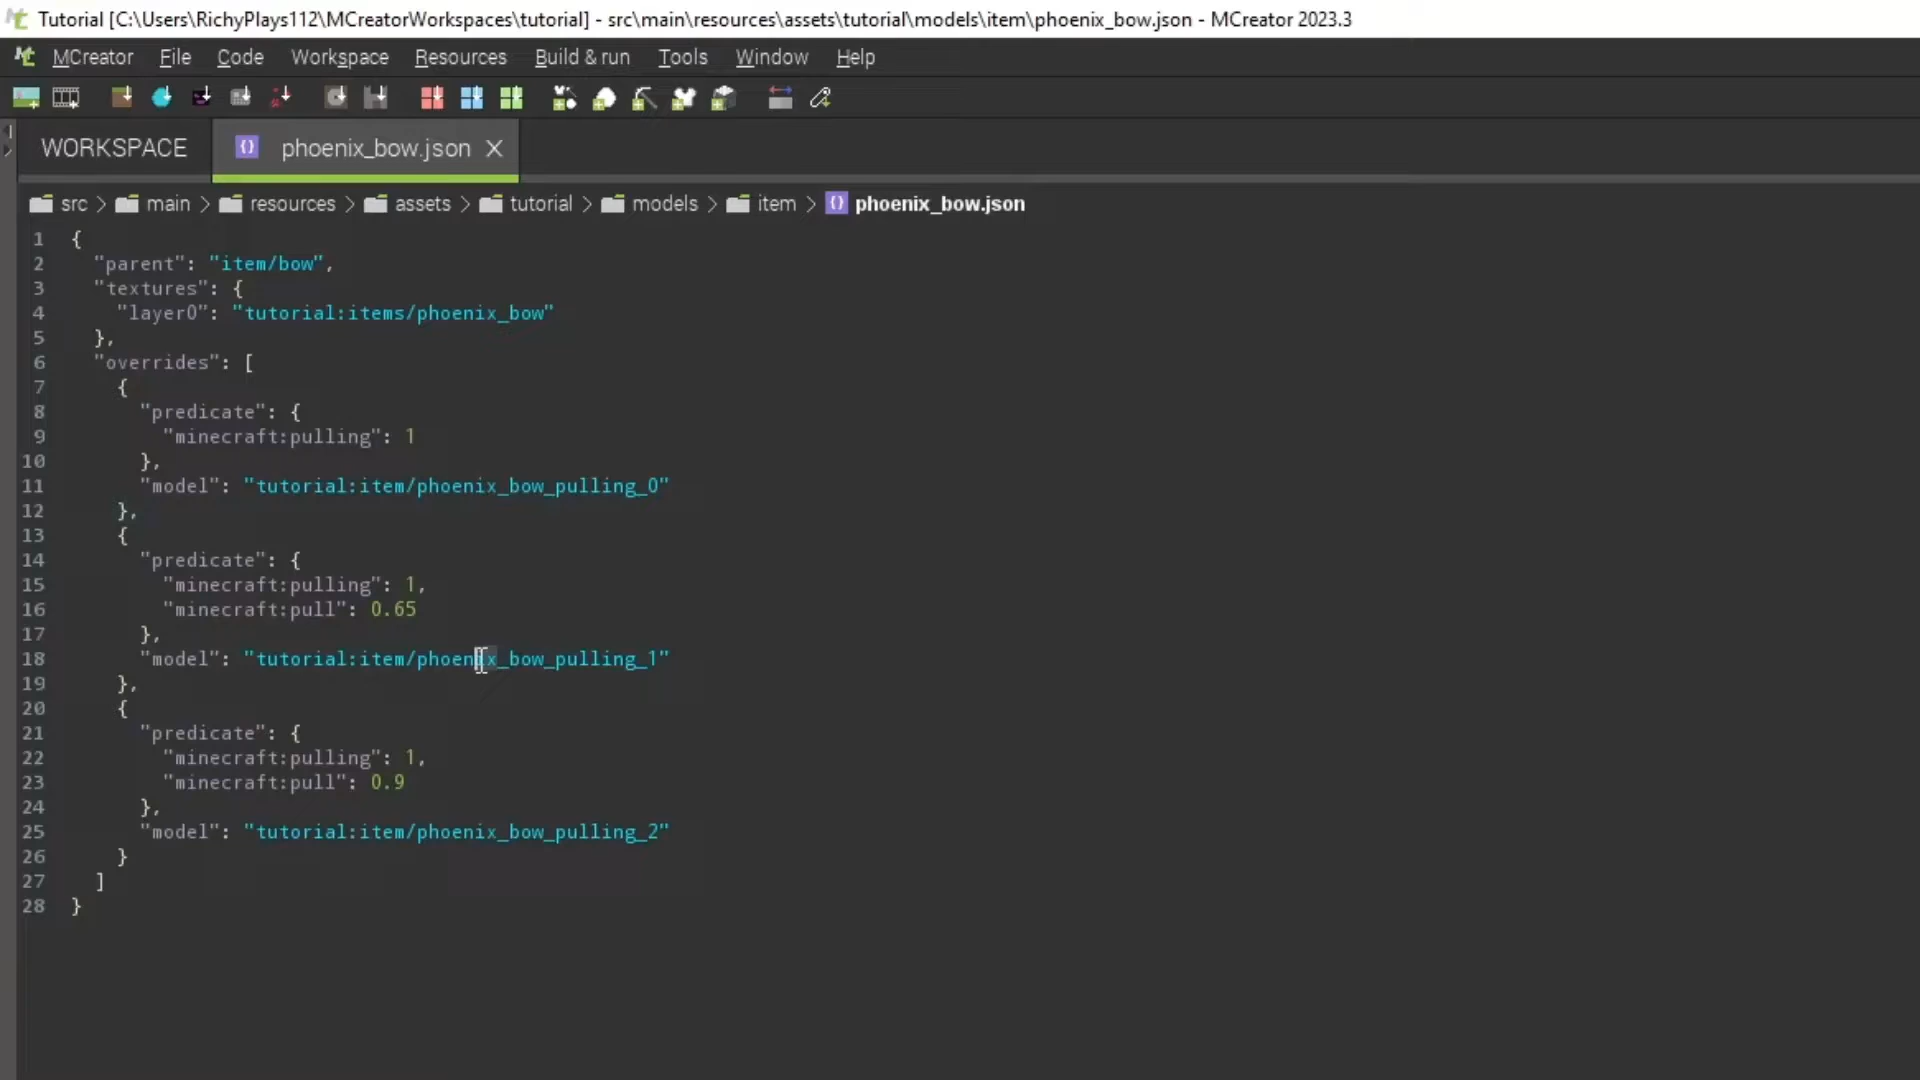 Tutorial [C:\Users\RichyPlays112\MCreatorWorkspaces\tutorial] - src\main\resources\assets\tutorial\models\item\phoenix_bow.json - MCreator 2023.3
MCreator File Code Workspace Resources Build & run Tools Window Help
WORKSPACE {} phoenix_bow.json X
src > main > resources > assets > tutorial > models > item > {} phoenix_bow.json
1 {
2 "parent": "item/bow",
3 "textures": {
4 "layer0": "tutorial:items/phoenix_bow"
5 },
6 "overrides": [
7 {
8 "predicate": {
9 "minecraft:pulling": 1
10 },
11 "model": "tutorial:item/phoenix_bow_pulling_0"
12 },
13 {
14 "predicate": {
15 "minecraft:pulling": 1,
16 "minecraft:pull": 0.65
17 },
18 "model": "tutorial:item/phoenix_bow_pulling_1"
19 },
20 {
21 "predicate": {
22 "minecraft:pulling": 1,
23 "minecraft:pull": 0.9
24 },
25 "model": "tutorial:item/phoenix_bow_pulling_2"
26 }
27 ]
28 }